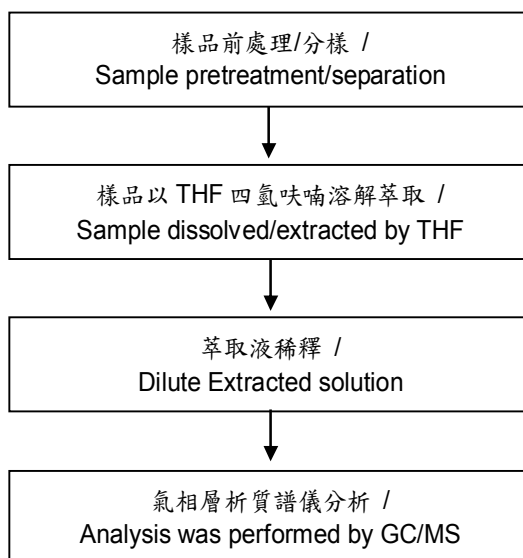 樣品前處理/分樣 /
Sample pretreatment/separation
樣品以 THF 四氫呋喃溶解萃取 /
Sample dissolved/extracted by THF
萃取液稀釋 /
Dilute Extracted solution
氣相層析質譜儀分析 /
Analysis was performed by GC/MS